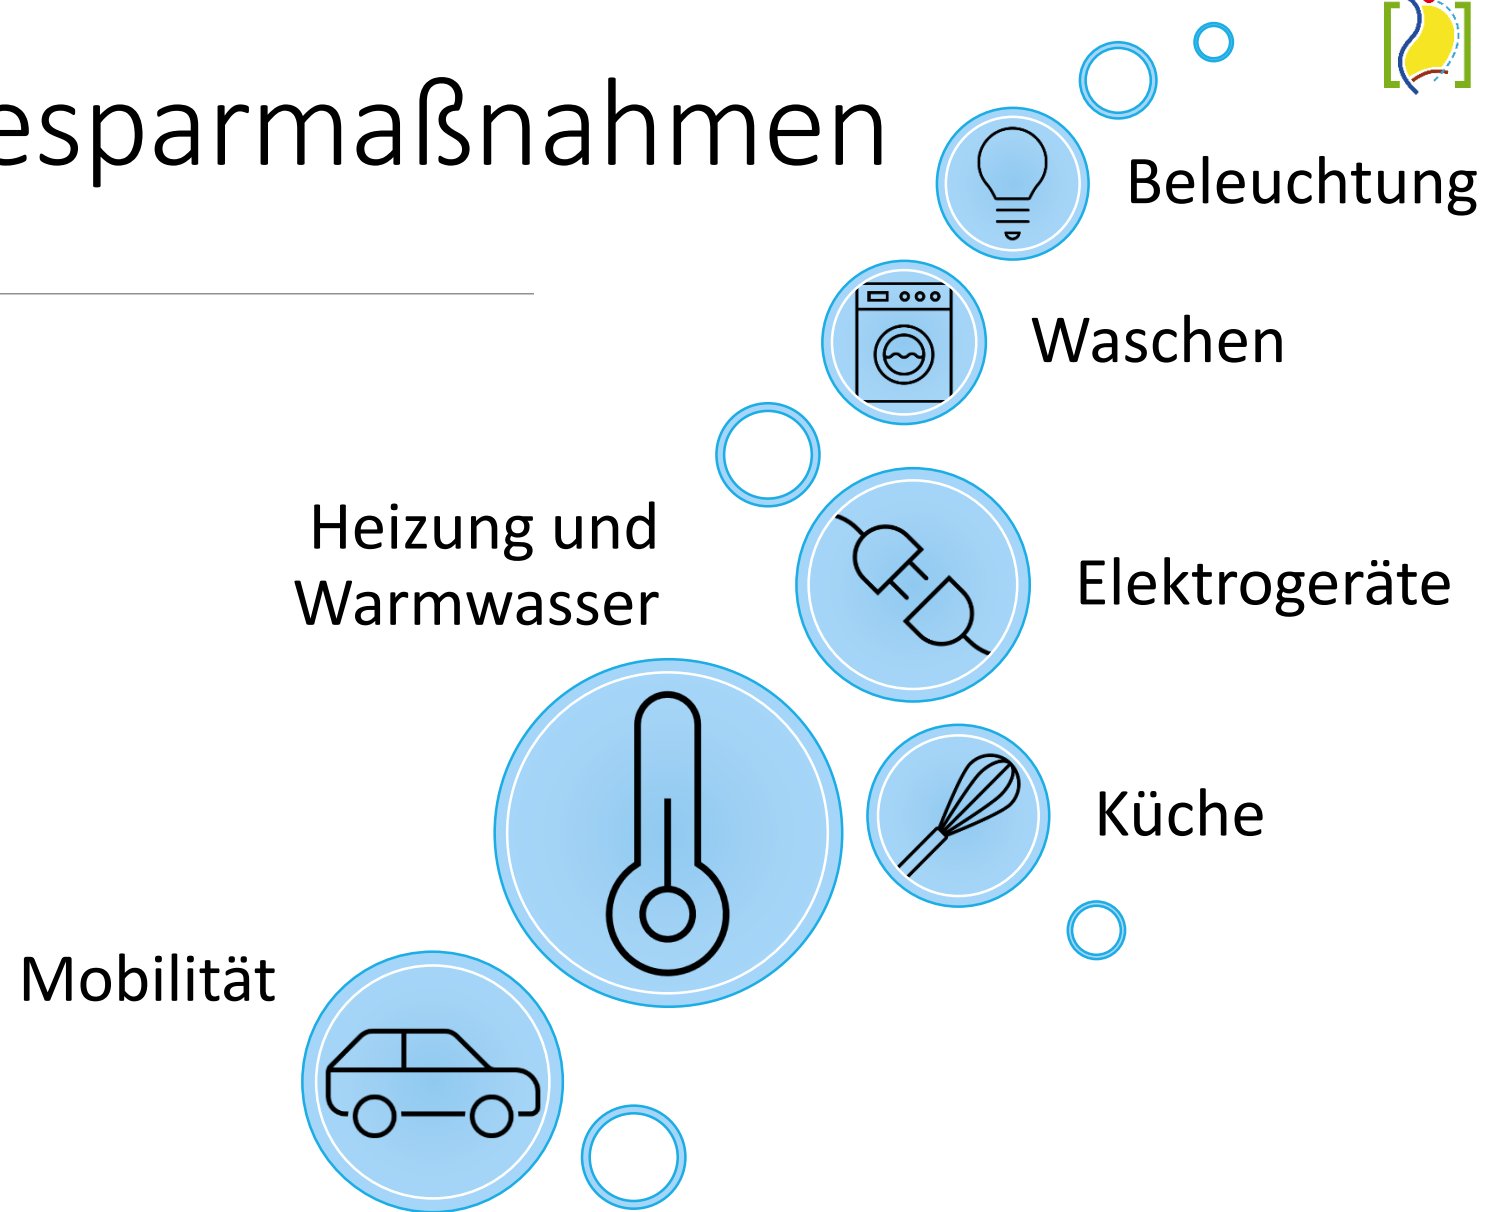 esparmaßnahmen
Beleuchtung
Waschen
Heizung und
Warmwasser
Elektrogeräte
Küche
Mobilität